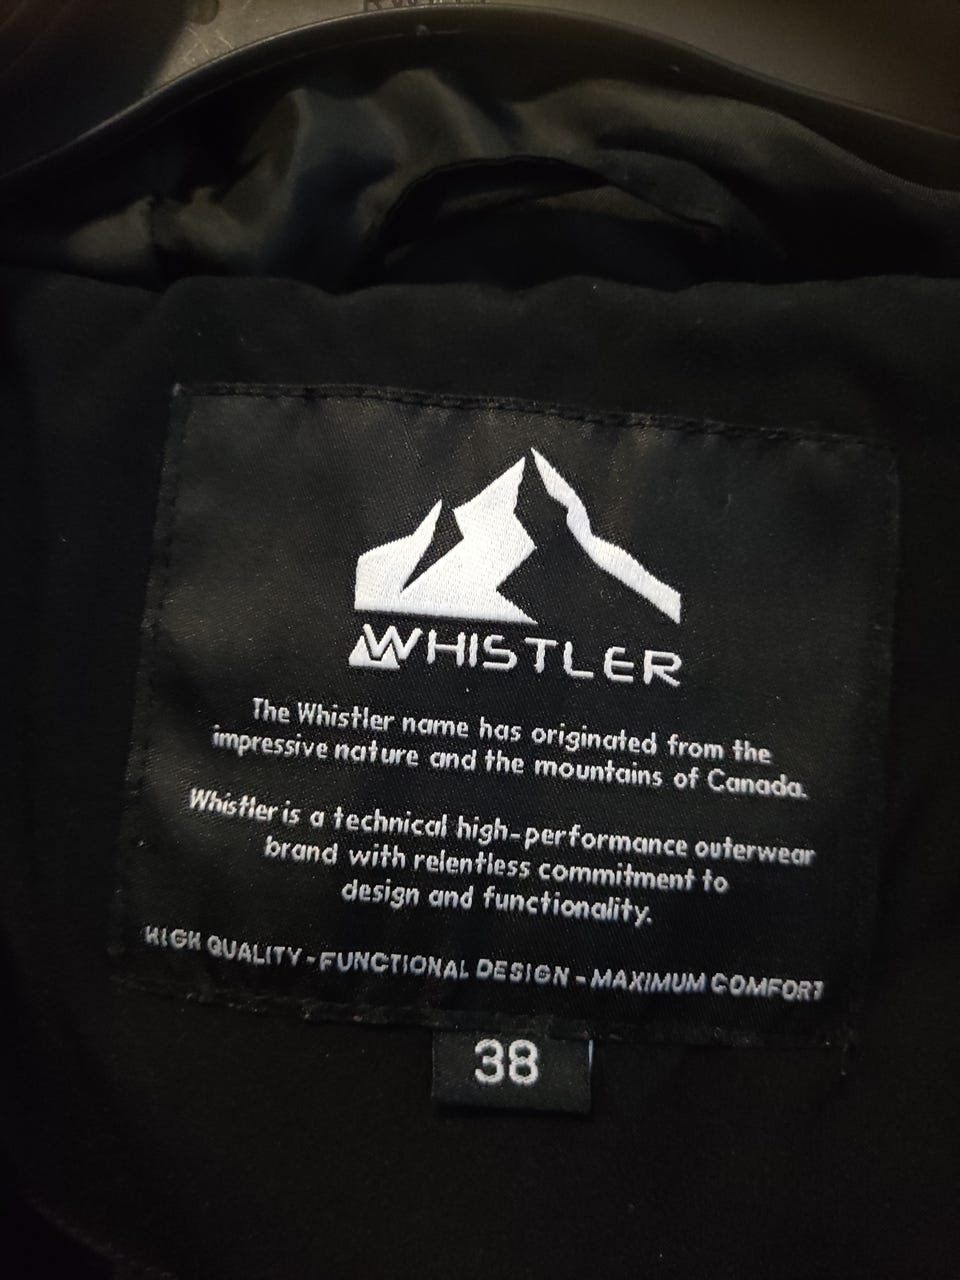 WHISTLER
The Whistler name has originated from the
impressive nature and the mountains of Canada.
Whistler is a technical high-performance outerwear
brand with relentless commitment to
design and functionality.
HIGH QUALITY - FUNCTIONAL DESIGN - MAXIMUM COMFORT
38